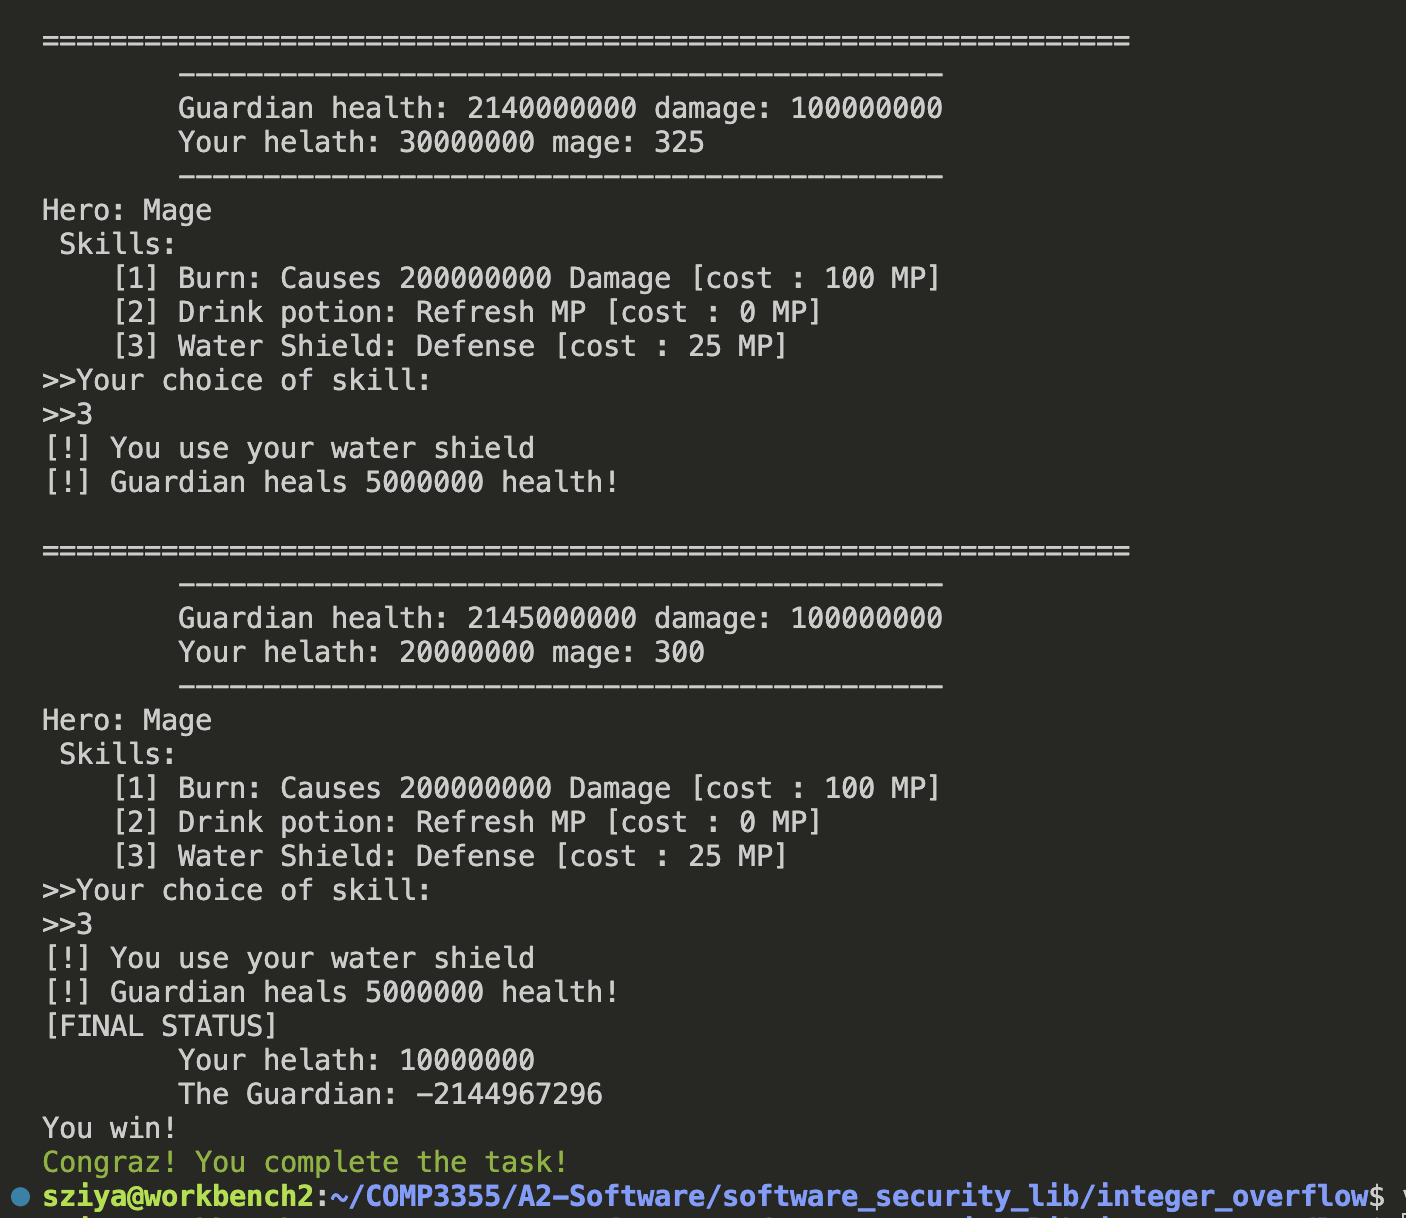 ================================================================
---------------------------------------------
Guardian health: 2140000000 damage: 100000000
Your helath: 30000000 mage: 325
---------------------------------------------
Hero: Mage
Skills:
[1] Burn: Causes 200000000 Damage [cost : 100 MP]
[2] Drink potion: Refresh MP [cost : 0 MP]
[3] Water Shield: Defense [cost : 25 MP]
>>Your choice of skill:
>>3
[!] You use your water shield
[!] Guardian heals 5000000 health!
================================================================
---------------------------------------------
Guardian health: 2145000000 damage: 100000000
Your helath: 20000000 mage: 300
---------------------------------------------
Hero: Mage
Skills:
[1] Burn: Causes 200000000 Damage [cost : 100 MP]
[2] Drink potion: Refresh MP [cost : 0 MP]
[3] Water Shield: Defense [cost : 25 MP]
>>Your choice of skill:
>>3
[!] You use your water shield
[!] Guardian heals 5000000 health!
[FINAL STATUS]
Your helath: 10000000
The Guardian: -2144967296
You win!
Congraz! You complete the task!
sziya@workbench2:~/COMP3355/A2-Software/software_security_lib/integer_overflow$